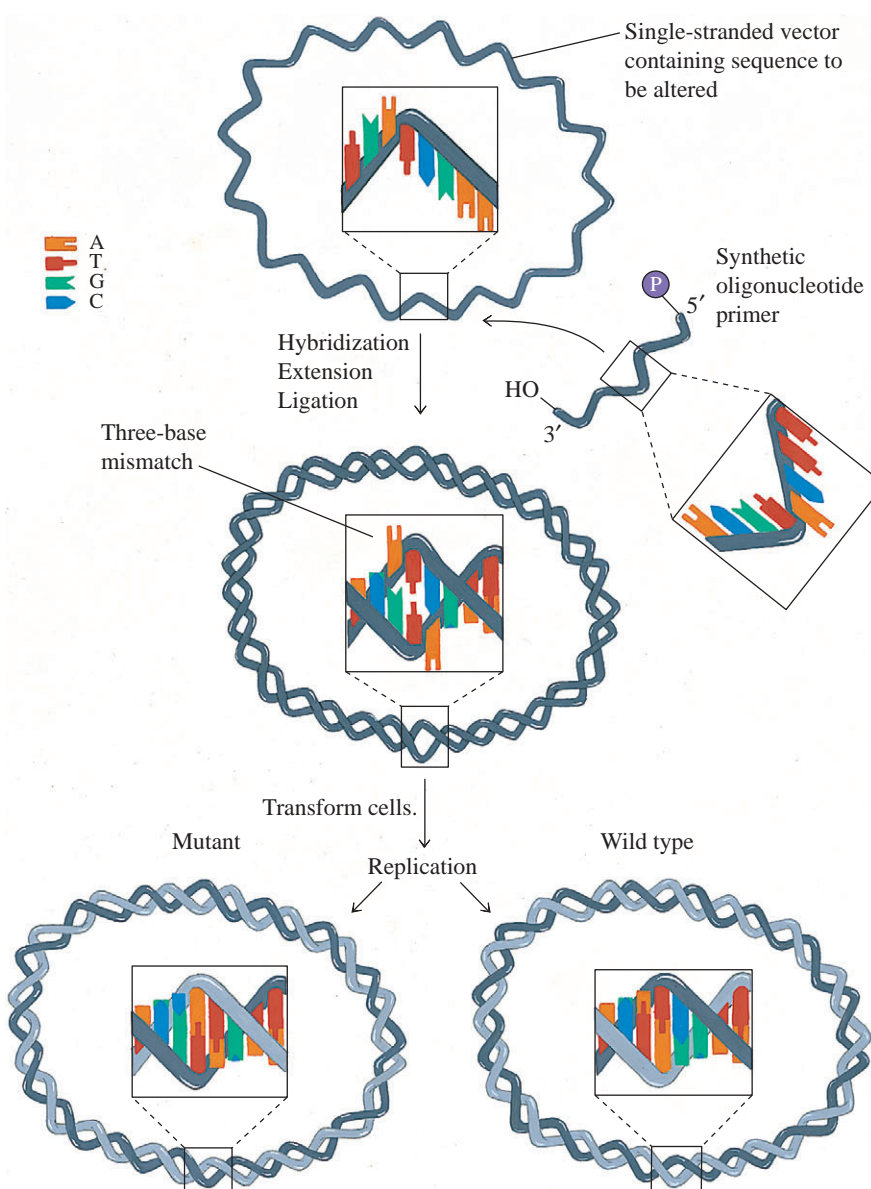 Single-stranded vector
containing sequence to
be altered
A
T
G
C
Synthetic
oligonucleotide
primer
P
5′
HO
3′
Hybridization
Extension
Ligation
Three-base
mismatch
Transform cells.
Mutant
Wild type
Replication